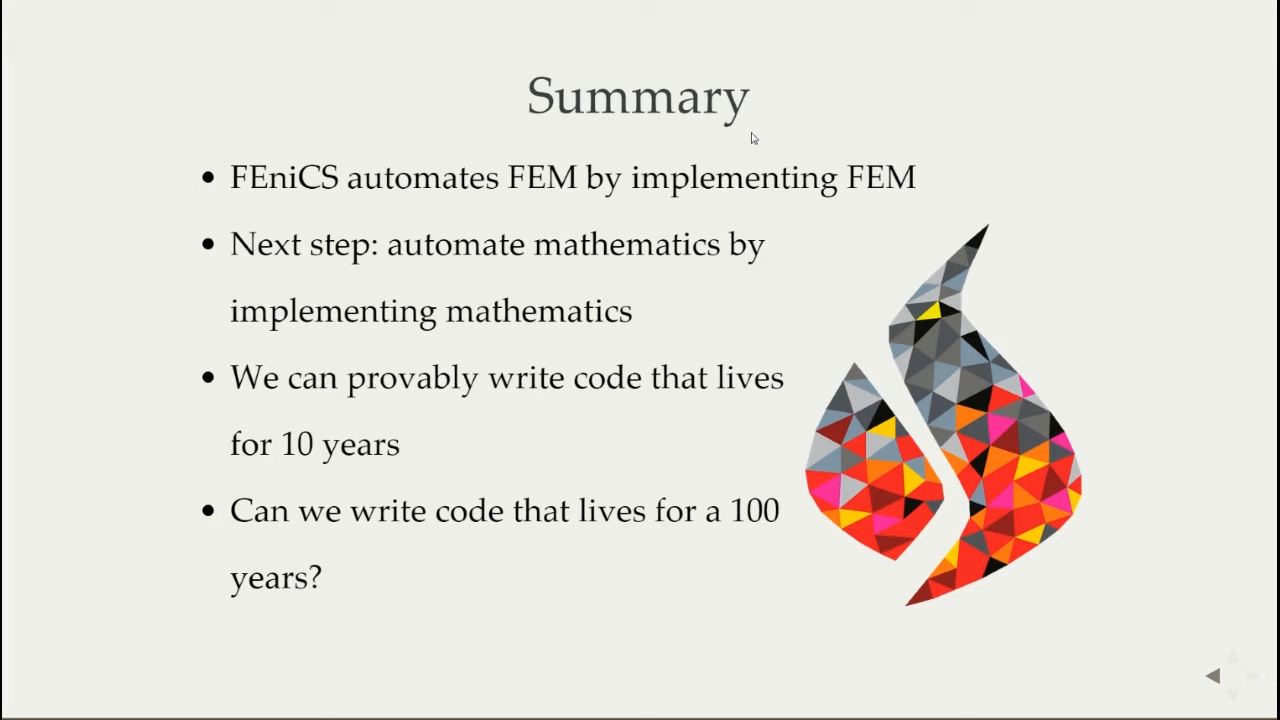 Summary
• FEniCS automates FEM by implementing FEM
• Next step: automate mathematics by
implementing mathematics
• We can provably write code that lives
for 10 years
• Can we write code that lives for a 100
years?